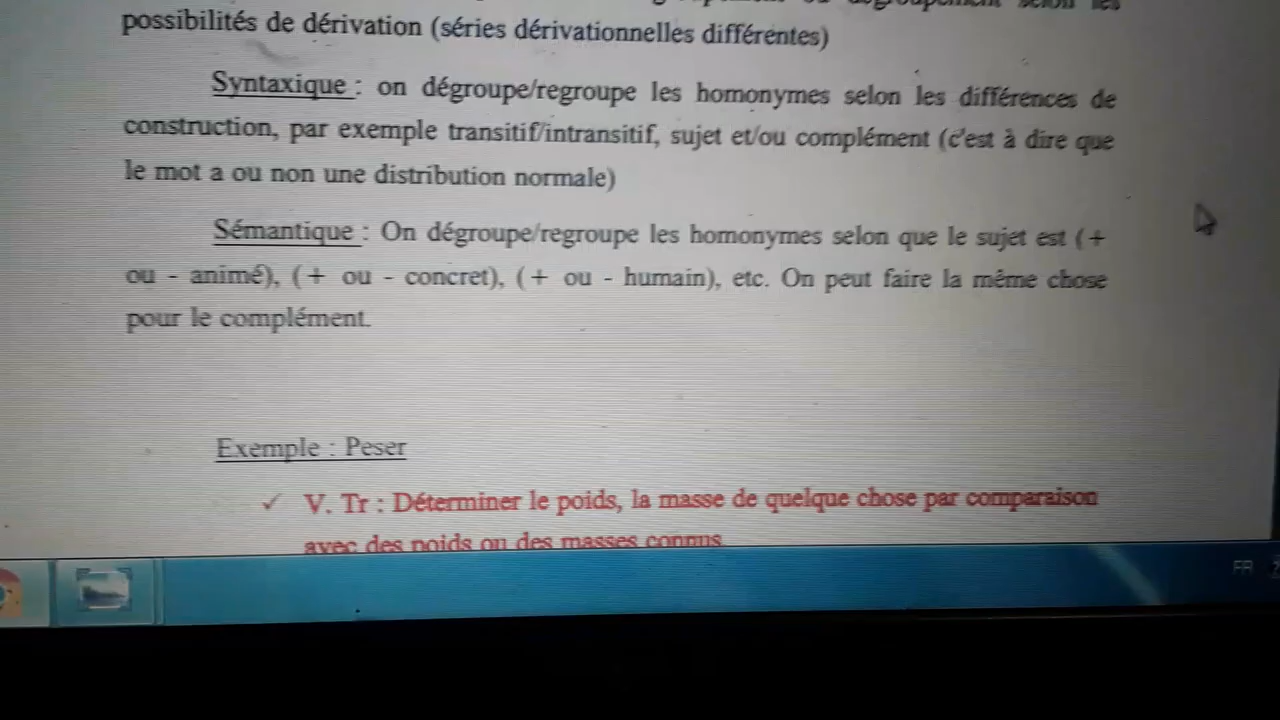 dégroupement selon les
possibilités de dérivation (séries dérivationnelles différentes)
Syntaxique : on dégroupe/regroupe les homonymes selon les différences de
construction, par exemple transitif/intransitif, sujet et/ou complément (c'est à dire que
le mot a ou non une distribution normale)
Sémantique : On dégroupe/regroupe les homonymes selon que le sujet est (+
ou - animé), (+ ou - concret), (+ ou - humain), etc. On peut faire la même chose
pour le complément.
Exemple : Peser
✓ V. Tr : Déterminer le poids, la masse de quelque chose par comparaison
avec des poids ou des masses connus
FR